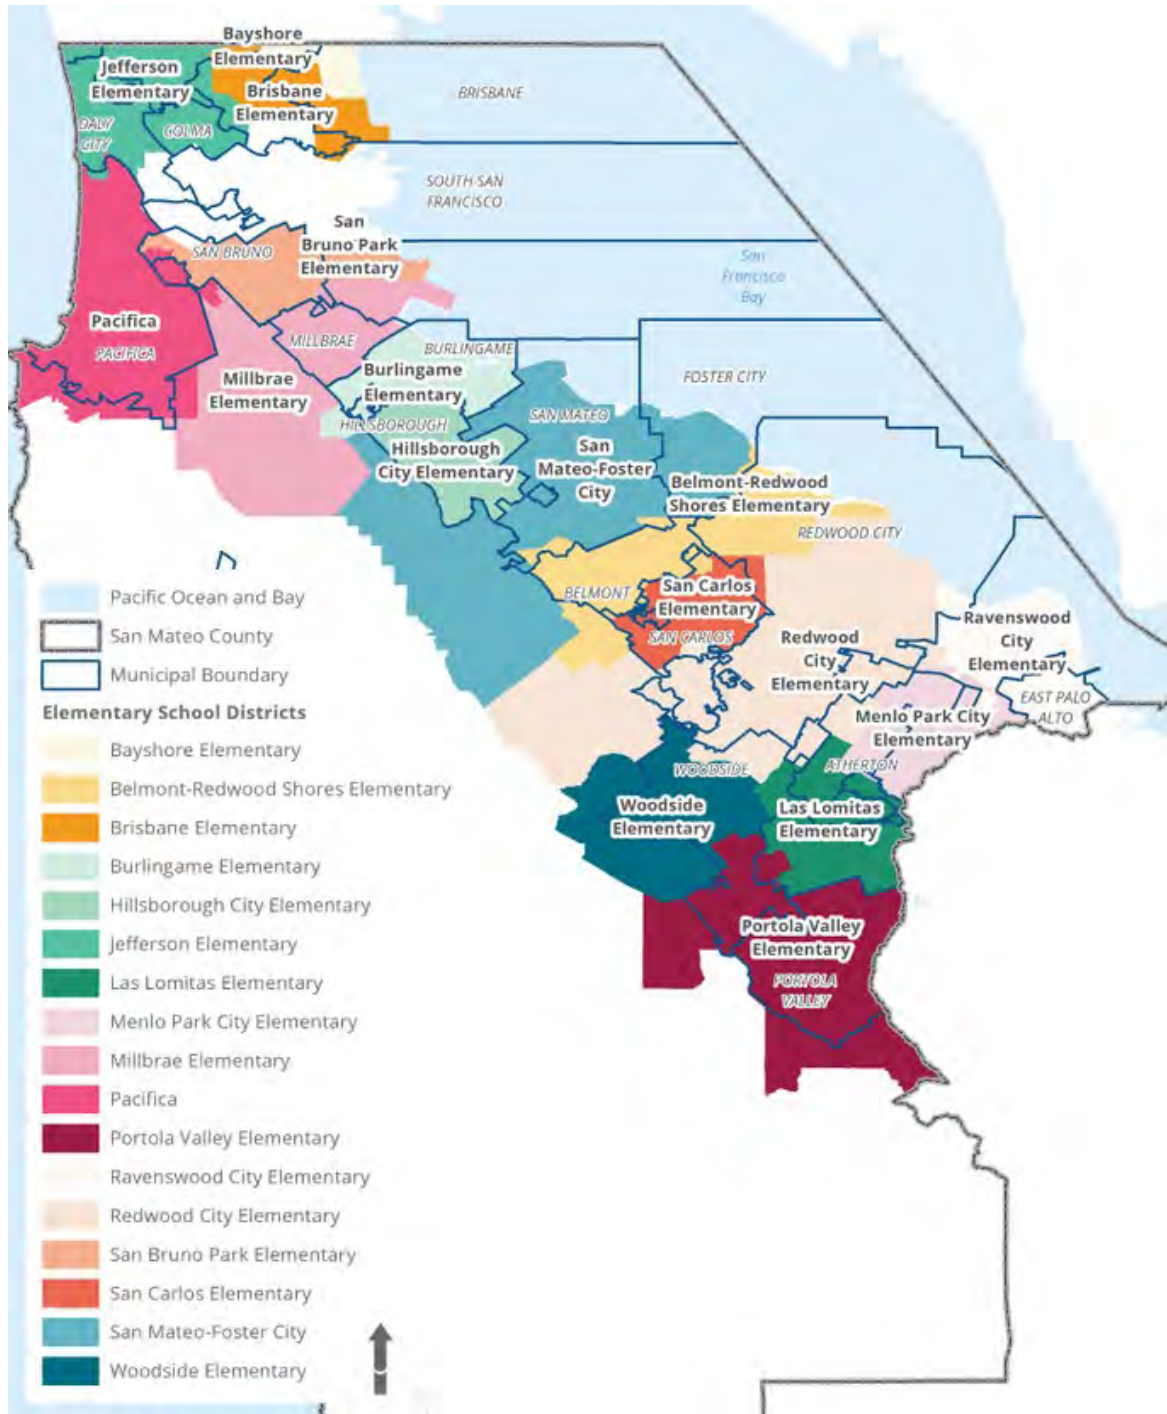 Bayshore
Elementary
Jefferson
Elementary
Brisbane
Elementary
BRISBANE
DALY
CITY
COLMA
SOUTH SAN
FRANCISCO
San
Bruno Park
Elementary
SAN BRUNO
San
Francisco
Bay
Pacifica
PACIFICA
MILLBRAE
BURLINGAME
Millbrae
Elementary
Burlingame
Elementary
FOSTER CITY
HILLSBOROUGH
SAN MATEO
Hillsborough
City Elementary
San
Mateo-Foster
City
Belmont-Redwood
Shores Elementary
REDWOOD CITY
BELMONT
San Carlos
Elementary
SAN CARLOS
Redwood
City
Elementary
Ravenswood
City
Elementary
EAST PALO
ALTO
Menlo Park City
Elementary
WOODSIDE
ATHERTON
Woodside
Elementary
Las Lomitas
Elementary
Portola Valley
Elementary
PORTOLA
VALLEY
Pacific Ocean and Bay
San Mateo County
Municipal Boundary
Elementary School Districts
Bayshore Elementary
Belmont-Redwood Shores Elementary
Brisbane Elementary
Burlingame Elementary
Hillsborough City Elementary
Jefferson Elementary
Las Lomitas Elementary
Menlo Park City Elementary
Millbrae Elementary
Pacifica
Portola Valley Elementary
Ravenswood City Elementary
Redwood City Elementary
San Bruno Park Elementary
San Carlos Elementary
San Mateo-Foster City
Woodside Elementary